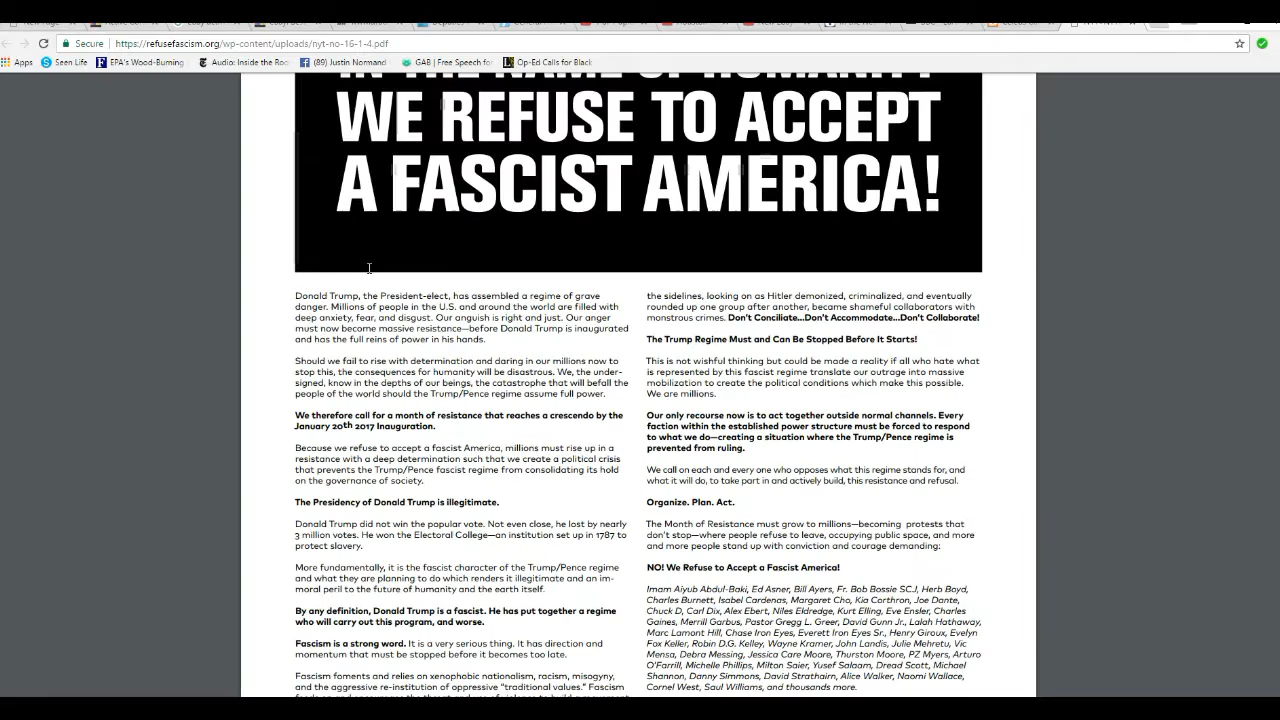 Secure
https://refusefascism.org/wp-content/uploads/nyt-no-16-1-4.pdf
Apps
Seen Life
EPA's Wood-Burning
Audio: Inside the Roo
(89) Justin Normand
GAB | Free Speech fo
Op-Ed Calls for Black
IN THE NAME OF HUMANITY
WE REFUSE TO ACCEPT
A FASCIST AMERICA!
Donald Trump, the President-elect, has assembled a regime of grave
danger. Millions of people in the U.S. and around the world are filled with
deep anxiety, fear, and disgust. Our anguish is right and just. Our anger
must now become massive resistance—before Donald Trump is inaugurated
and has the full reins of power in his hands.
Should we fail to rise with determination and daring in our millions now to
stop this, the consequences for humanity will be disastrous. We, the under-
signed, know in the depths of our beings, the catastrophe that will befall the
people of the world should the Trump/Pence regime assume full power.
We therefore call for a month of resistance that reaches a crescendo by the
January 20th 2017 Inauguration.
Because we refuse to accept a fascist America, millions must rise up in a
resistance with a deep determination such that we create a political crisis
that prevents the Trump/Pence fascist regime from consolidating its hold
on the governance of society.
The Presidency of Donald Trump is illegitimate.
Donald Trump did not win the popular vote. Not even close, he lost by nearly
3 million votes. He won the Electoral College—an institution set up in 1787 to
protect slavery.
More fundamentally, it is the fascist character of the Trump/Pence regime
and what they are planning to do which renders it illegitimate and an im-
moral peril to the future of humanity and the earth itself.
By any definition, Donald Trump is a fascist. He has put together a regime
who will carry out this program, and worse.
Fascism is a strong word. It is a very serious thing. It has direction and
momentum that must be stopped before it becomes too late.
Fascism foments and relies on xenophobic nationalism, racism, misogyny,
and the aggressive re-institution of oppressive "traditional values." Fascism
the sidelines, looking on as Hitler demonized, criminalized, and eventually
rounded up one group after another, became shameful collaborators with
monstrous crimes. Don't Conciliate...Don't Accommodate...Don't Collaborate!
The Trump Regime Must and Can Be Stopped Before It Starts!
This is not wishful thinking but could be made a reality if all who hate what
is represented by this fascist regime translate our outrage into massive
mobilization to create the political conditions which make this possible.
We are millions.
Our only recourse now is to act together outside normal channels. Every
faction within the established power structure must be forced to respond
to what we do—creating a situation where the Trump/Pence regime is
prevented from ruling.
We call on each and every one who opposes what this regime stands for, and
what it will do, to take part in and actively build, this resistance and refusal.
Organize. Plan. Act.
The Month of Resistance must grow to millions—becoming protests that
don't stop—where people refuse to leave, occupying public space, and more
and more people stand up with conviction and courage demanding:
NO! We Refuse to Accept a Fascist America!
Imam Aiyub Abdul-Baki, Ed Asner, Bill Ayers, Fr. Bob Bossie SCJ, Herb Boyd,
Charles Burnett, Isabel Cardenas, Margaret Cho, Kia Corthron, Joe Dante,
Chuck D, Carl Dix, Alex Ebert, Niles Eldredge, Kurt Elling, Eve Ensler, Charles
Gaines, Merrill Garbus, Pastor Gregg L. Greer, David Gunn Jr., Lalah Hathaway,
Marc Lamont Hill, Chase Iron Eyes, Everett Iron Eyes Sr., Henry Giroux, Evelyn
Fox Keller, Robin D.G. Kelley, Wayne Kramer, John Landis, Julie Mehretu, Vic
Mensa, Debra Messing, Jessica Care Moore, Thurston Moore, PZ Myers, Arturo
O'Farrill, Michelle Phillips, Milton Saier, Yusef Salaam, Dread Scott, Michael
Shannon, Danny Simmons, David Strathairn, Alice Walker, Naomi Wallace,
Cornel West, Saul Williams, and thousands more.